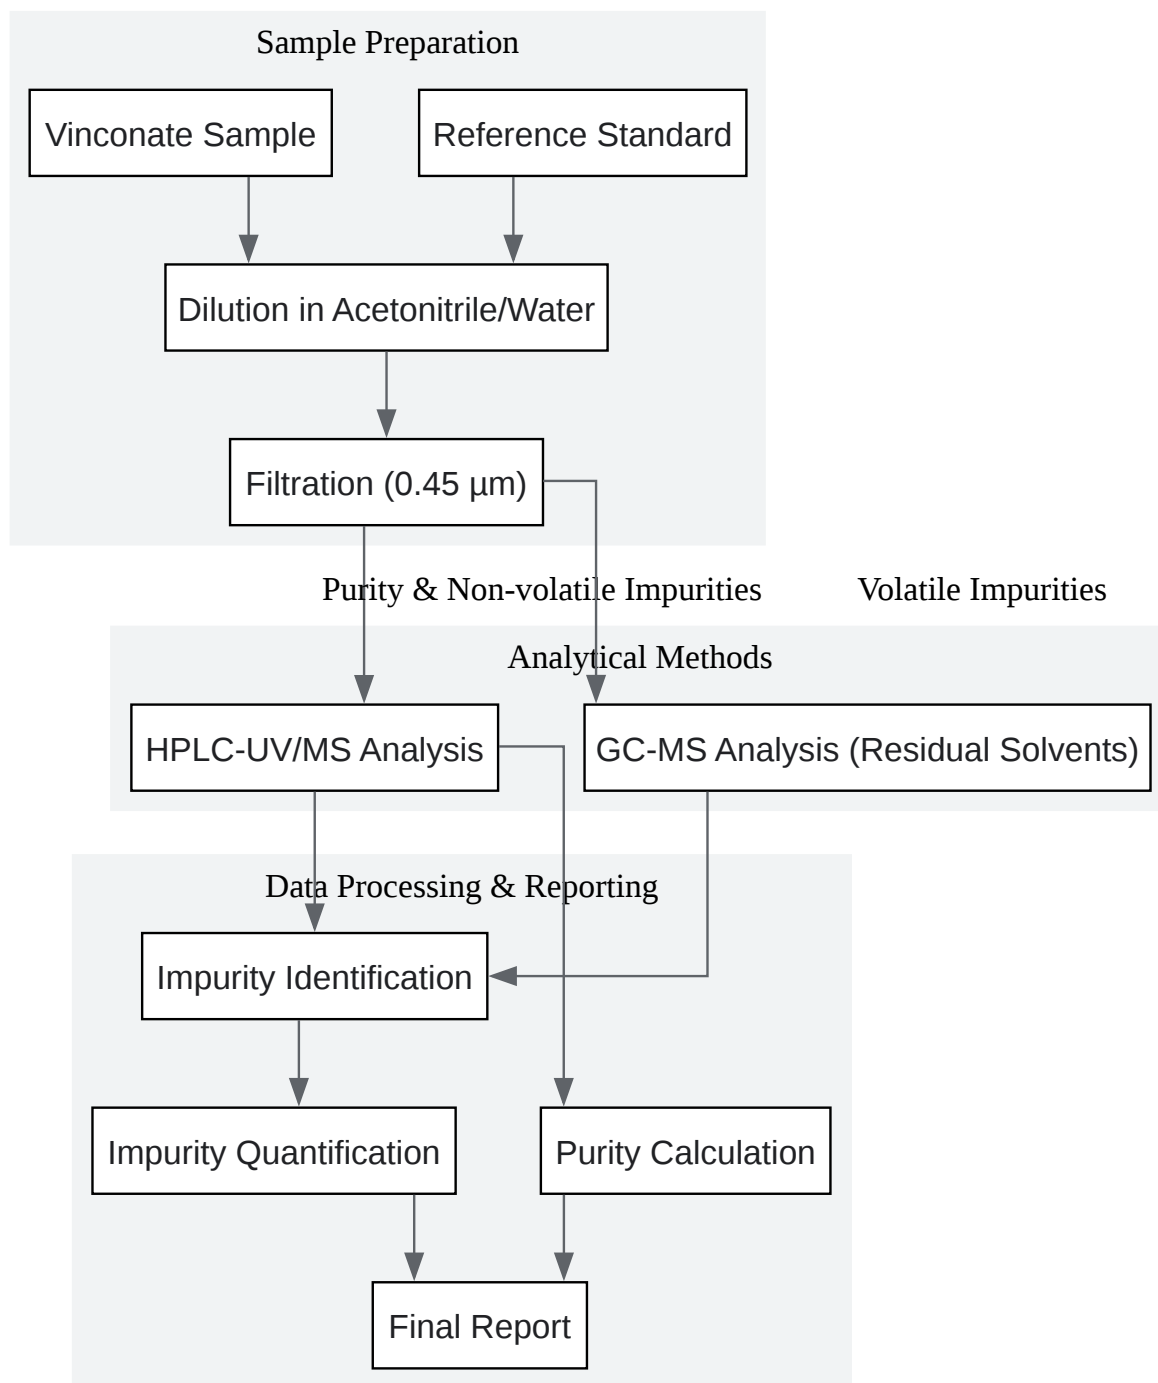 Sample Preparation
Vinconate Sample
Reference Standard
Dilution in Acetonitrile/Water
Filtration (0.45 µm)
Purity & Non-volatile Impurities
Volatile Impurities
Analytical Methods
HPLC-UV/MS Analysis
GC-MS Analysis (Residual Solvents)
Data Processing & Reporting
Impurity Identification
Impurity Quantification
Purity Calculation
Final Report